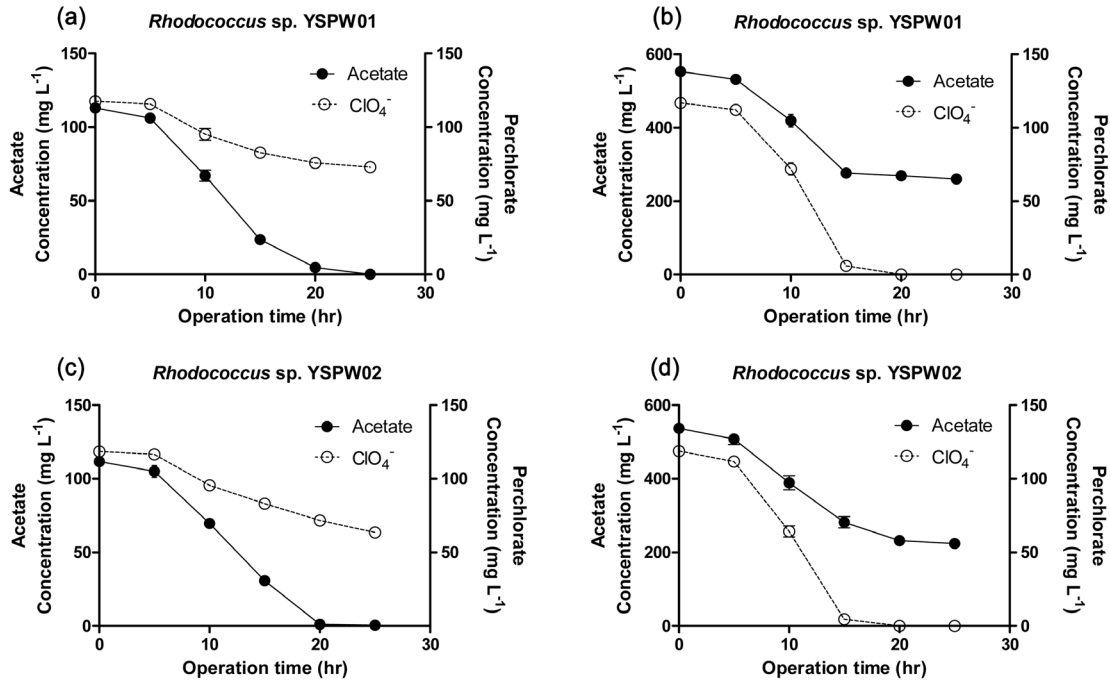 (a)
Rhodococcus sp. YSPW01
150
100
50
0
Acetate
Concentration (mg L-1)
Acetate
ClO4-
150
100
50
0
Perchlorate
Concentration (mg L-1)
0 10 20 30
Operation time (hr)
(b)
Rhodococcus sp. YSPW01
600
400
200
0
Acetate
Concentration (mg L-1)
Acetate
ClO4-
150
100
50
0
Perchlorate
Concentration (mg L-1)
0 10 20 30
Operation time (hr)
(c)
Rhodococcus sp. YSPW02
150
100
50
0
Acetate
Concentration (mg L-1)
Acetate
ClO4-
150
100
50
0
Perchlorate
Concentration (mg L-1)
0 10 20 30
Operation time (hr)
(d)
Rhodococcus sp. YSPW02
600
400
200
0
Acetate
Concentration (mg L-1)
Acetate
ClO4-
150
100
50
0
Perchlorate
Concentration (mg L-1)
0 10 20 30
Operation time (hr)